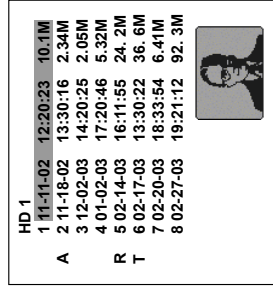 HD 1
1 11-11-02 12:20:23 10.1M
A 2 11-18-02 13:30:16 2.34M
3 12-02-03 14:20:25 2.05M
4 01-02-03 17:20:46 5.32M
R 5 02-14-03 16:11:55 24. 2M
T 6 02-17-03 13:30:22 36. 6M
7 02-20-03 18:33:54 6.41M
8 02-27-03 19:21:12 92. 3M